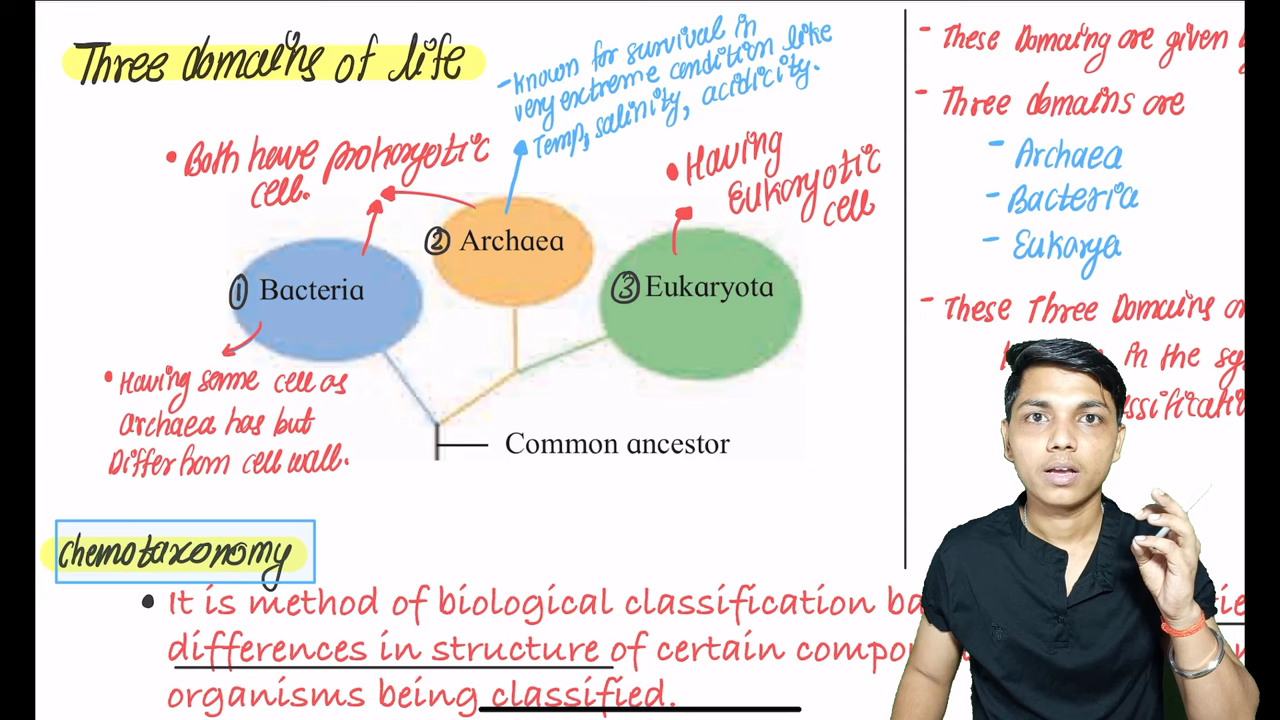 Three domains of life
- known for survival in
very extreme condition like
Temp, salinity, acidicity.
• Both have prokaryotic
cell.
• Having
Eukaryotic
cell
② Archaea
① Bacteria
③ Eukaryota
• Having same cell as
archaea has but
Differ from cell wall.
Common ancestor
- These Domains are given
- Three domains are
- Archaea
- Bacteria
- Eukarya
- These Three Domains
in the
Chemotaxonomy
• It is method of biological classification
differences in structure of certain
organisms being classified.